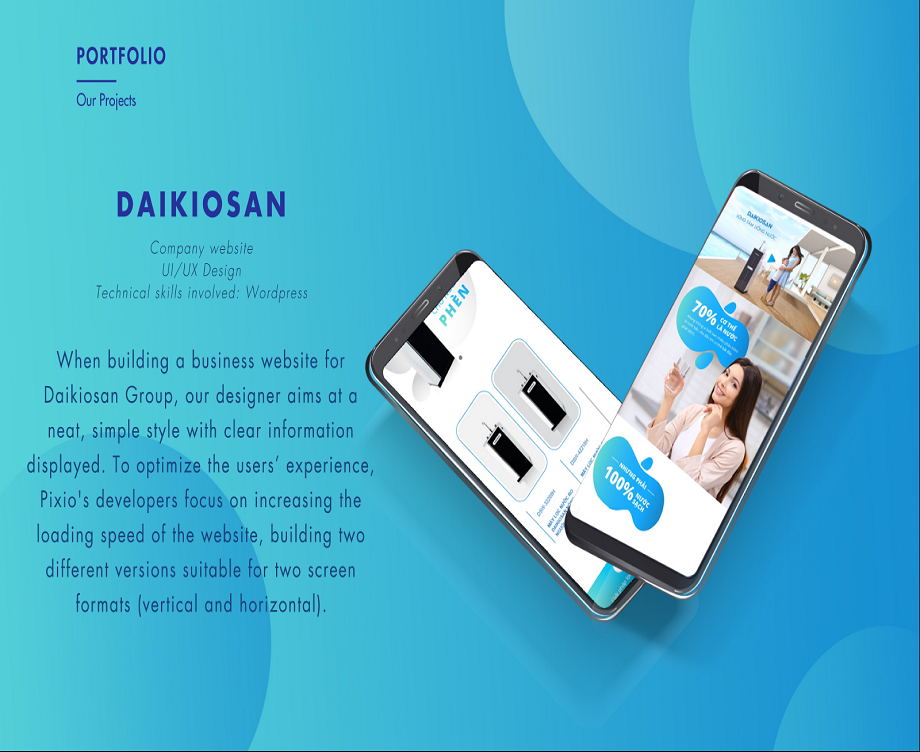 PORTFOLIO
Our Projects
DAIKIOSAN
Company website
UI/UX Design
Technical skills involved: Wordpress
When building a business website for
Daikiosan Group, our designer aims at a
neat, simple style with clear information
displayed. To optimize the users’ experience,
Pixio's developers focus on increasing the
loading speed of the website, building two
different versions suitable for two screen
formats (vertical and horizontal).
PHÈN
DAIKIOSAN
70% CƠ THỂ
LÀ NƯỚC
NHƯNG PHẢI
100% NƯỚC
SẠCH